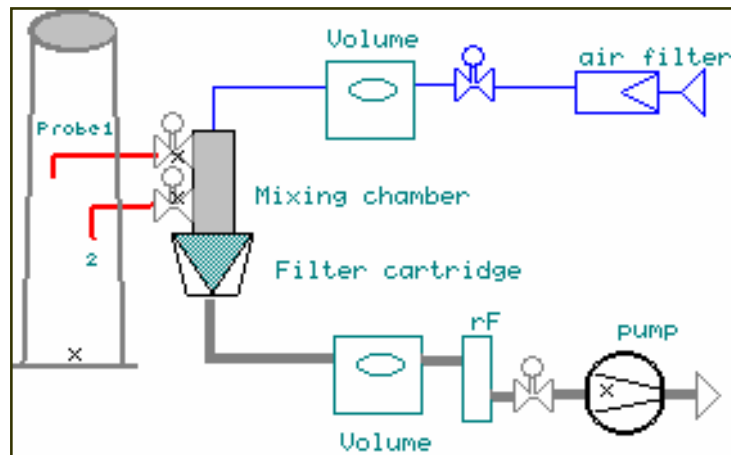 Volume
air filter
Probe1
Mixing chamber
2
Filter cartridge
rF
pump
Volume